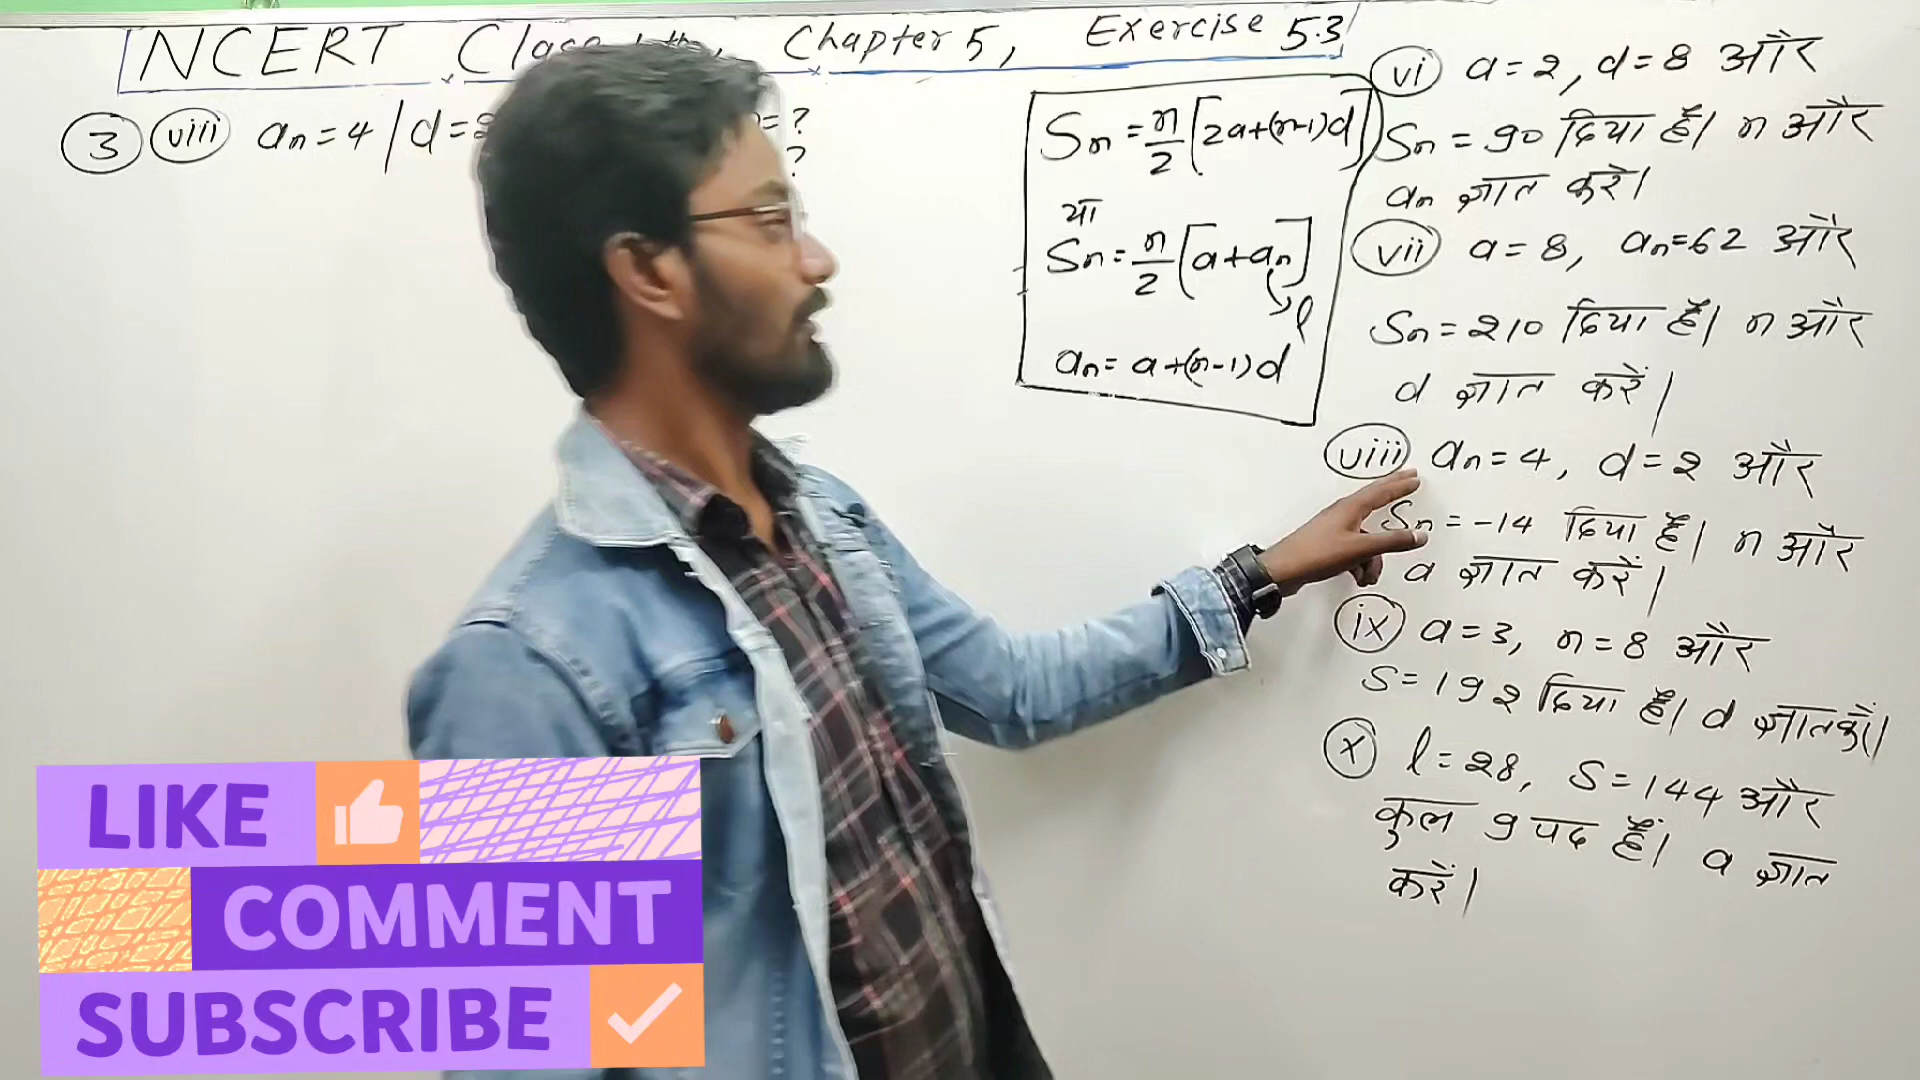 NCERT Chapter 5, Exercise 5.3
3 viii an = 4 | d = = ?
?
Sn = n/2 [2a+(n-1)d]
या
Sn = n/2 [a+an]
l
an = a+(n-1)d
vi a = 2, d = 8 और
Sn = 90 दिया है। n और
an ज्ञात करें।
vii a = 8, an = 62 और
Sn = 210 दिया है। n और
d ज्ञात करें।
viii an = 4, d = 2 और
Sn = -14 दिया है। n और
a ज्ञात करें।
ix a = 3, n = 8 और
S = 192 दिया है। d ज्ञात करें।
x l = 28, S = 144 और
कुल 9 पद हैं। a ज्ञात
करें।
LIKE
COMMENT
SUBSCRIBE